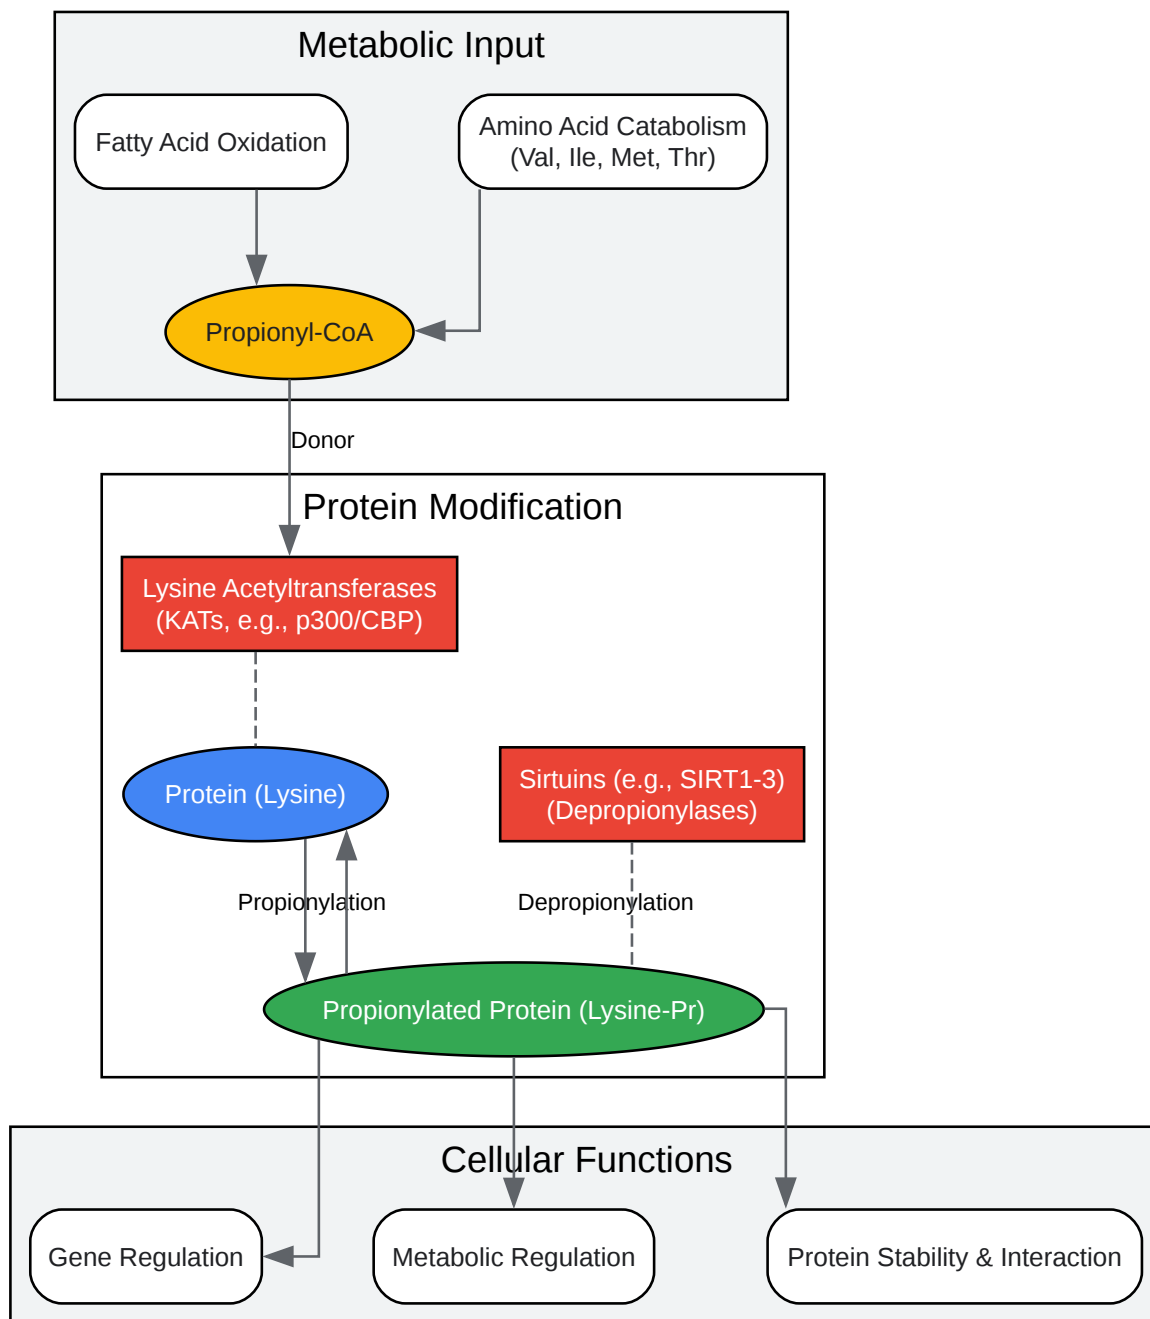 Metabolic Input
Fatty Acid Oxidation
Amino Acid Catabolism
(Val, Ile, Met, Thr)
Propionyl-CoA
Donor
Protein Modification
Lysine Acetyltransferases
(KATs, e.g., p300/CBP)
Protein (Lysine)
Sirtuins (e.g., SIRT1-3)
(Depropionylases)
Propionylation
Depropionylation
Propionylated Protein (Lysine-Pr)
Cellular Functions
Gene Regulation
Metabolic Regulation
Protein Stability & Interaction